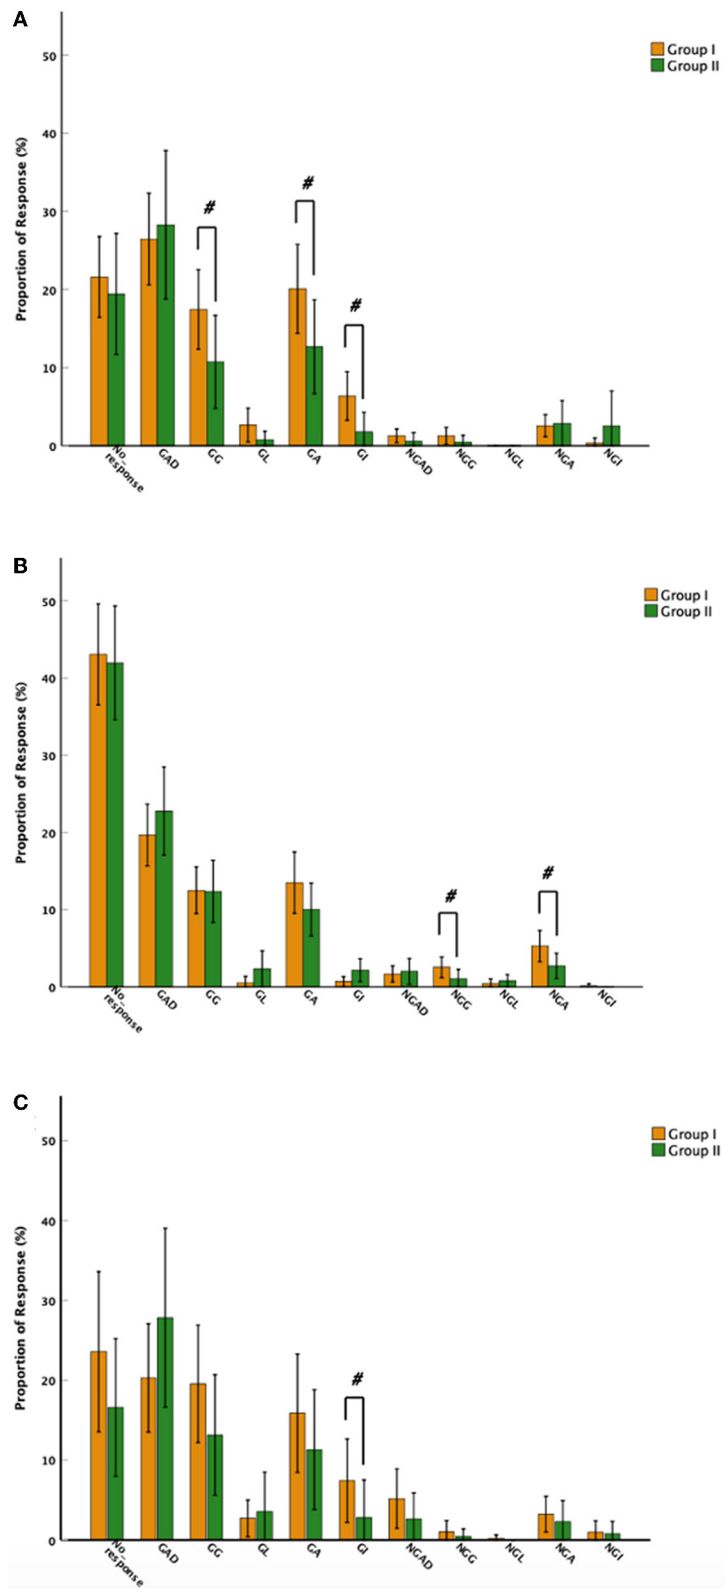 A
Group I
Group II
Proportion of Response (%)
50
40
30
20
10
0
#
#
#
No_
response
GAD
GG
GL
GA
GI
NGAD
NGG
NGL
NGA
NGI
B
Group I
Group II
Proportion of Response (%)
50
40
30
20
10
0
#
#
No_
response
GAD
GG
GL
GA
GI
NGAD
NGG
NGL
NGA
NGI
C
Group I
Group II
Proportion of Response (%)
50
40
30
20
10
0
#
No_
response
GAD
GG
GL
GA
GI
NGAD
NGG
NGL
NGA
NGI